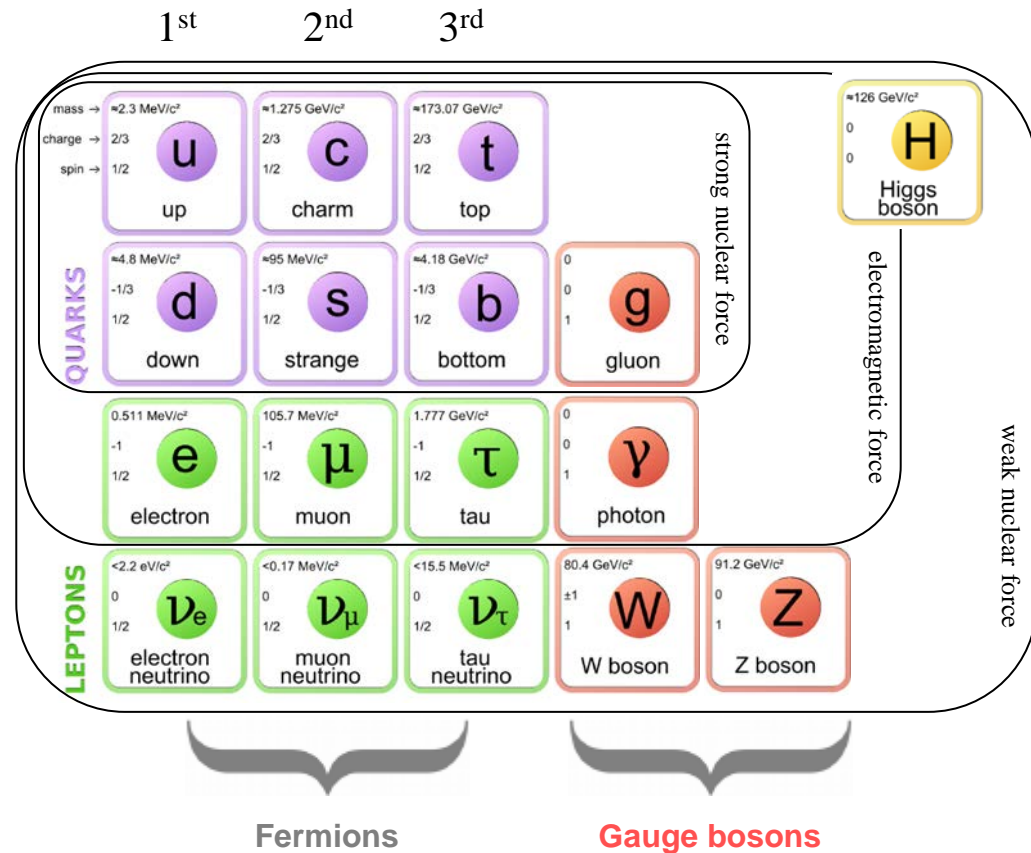 1st 2nd 3rd
mass → ≈2.3 MeV/c²
charge → 2/3
spin → 1/2
u
up
≈1.275 GeV/c²
2/3
1/2
c
charm
≈173.07 GeV/c²
2/3
1/2
t
top
strong nuclear force
≈126 GeV/c²
0
0
H
Higgs
boson
QUARKS
≈4.8 MeV/c²
-1/3
1/2
d
down
≈95 MeV/c²
-1/3
1/2
s
strange
≈4.18 GeV/c²
-1/3
1/2
b
bottom
0
0
1
g
gluon
electromagnetic force
0.511 MeV/c²
-1
1/2
e
electron
105.7 MeV/c²
-1
1/2
μ
muon
1.777 GeV/c²
-1
1/2
τ
tau
0
0
1
γ
photon
weak nuclear force
LEPTONS
<2.2 eV/c²
0
1/2
νe
electron
neutrino
<0.17 MeV/c²
0
1/2
νμ
muon
neutrino
<15.5 MeV/c²
0
1/2
ντ
tau
neutrino
80.4 GeV/c²
±1
1
W
W boson
91.2 GeV/c²
0
1
Z
Z boson
Fermions
Gauge bosons